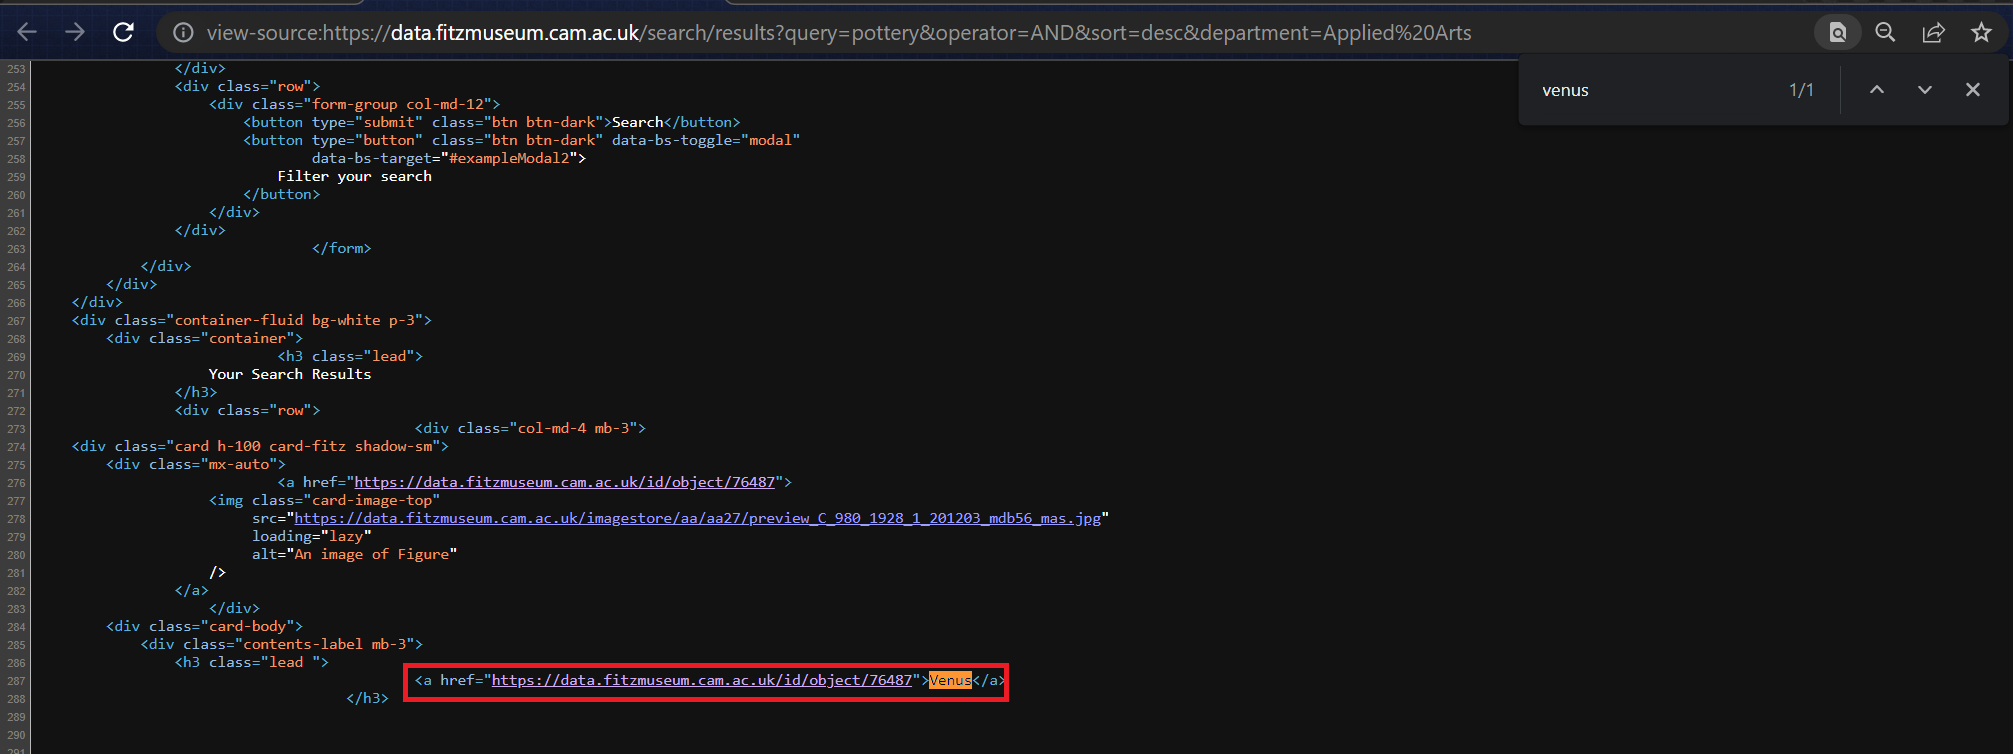 view-source:https://data.fitzmuseum.cam.ac.uk/search/results?query=pottery&operator=AND&sort=desc&department=Applied%20Arts
venus 1/1
253 </div>
254 <div class="row">
255 <div class="form-group col-md-12">
256 <button type="submit" class="btn btn-dark">Search</button>
257 <button type="button" class="btn btn-dark" data-bs-toggle="modal"
258 data-bs-target="#exampleModal2">
259 Filter your search
260 </button>
261 </div>
262 </div>
263 </form>
264 </div>
265 </div>
266 </div>
267 <div class="container-fluid bg-white p-3">
268 <div class="container">
269 <h3 class="lead">
270 Your Search Results
271 </h3>
272 <div class="row">
273 <div class="col-md-4 mb-3">
274 <div class="card h-100 card-fitz shadow-sm">
275 <div class="mx-auto">
276 <a href="https://data.fitzmuseum.cam.ac.uk/id/object/76487">
277 <img class="card-image-top"
278 src="https://data.fitzmuseum.cam.ac.uk/imagestore/aa/aa27/preview_C_980_1928_1_201203_mdb56_mas.jpg"
279 loading="lazy"
280 alt="An image of Figure"
281 />
282 </a>
283 </div>
284 <div class="card-body">
285 <div class="contents-label mb-3">
286 <h3 class="lead ">
287 <a href="https://data.fitzmuseum.cam.ac.uk/id/object/76487">Venus</a>
288 </h3>
289
290
291